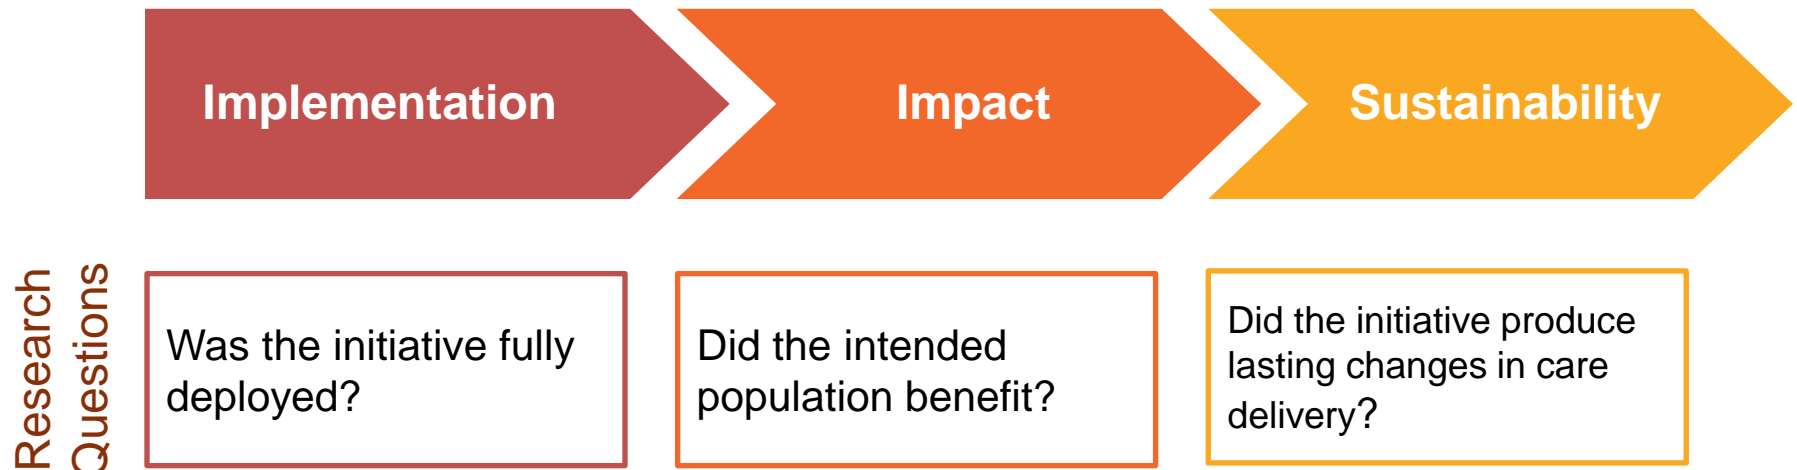 Implementation
Impact
Sustainability
Research
Questions
Was the initiative fully
deployed?
Did the intended
population benefit?
Did the initiative produce
lasting changes in care
delivery?